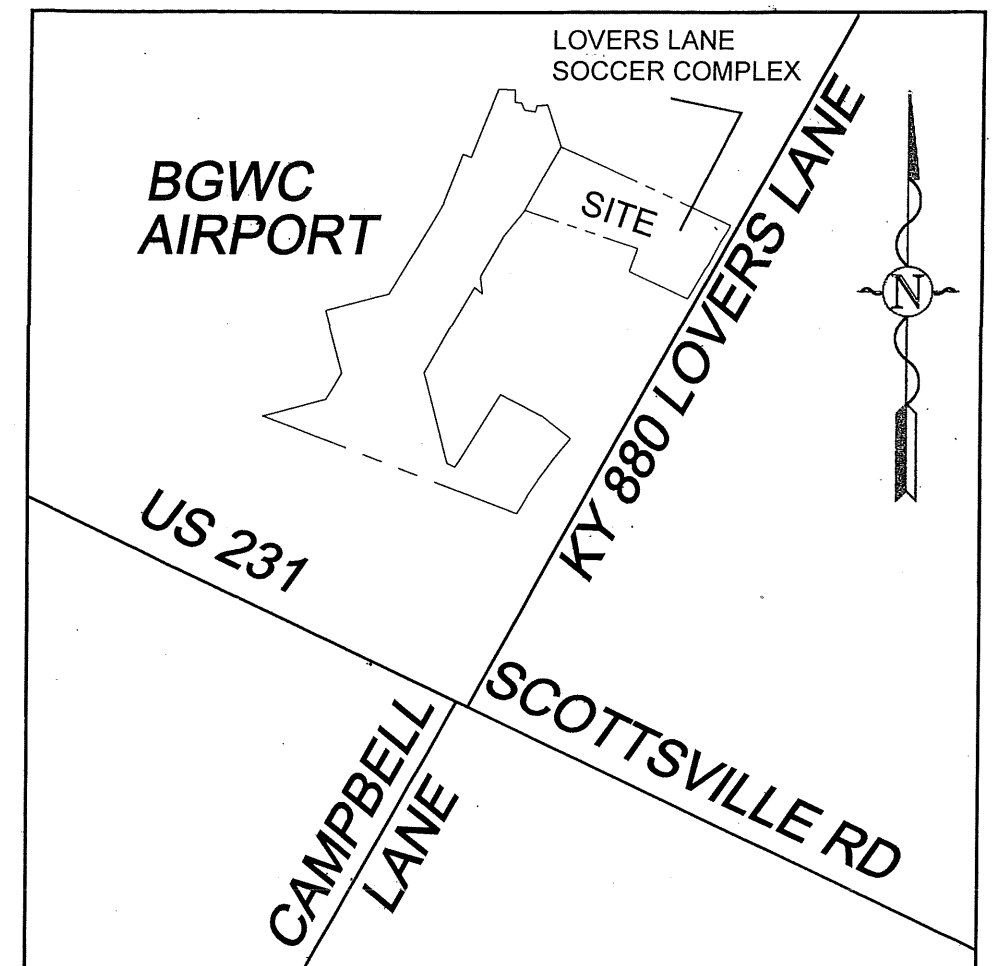 LOVERS LANE
SOCCER COMPLEX
BGWC
AIRPORT
SITE
KY 880 LOVERS LANE
N
US 231
SCOTTSVILLE RD
CAMPBELL
LANE